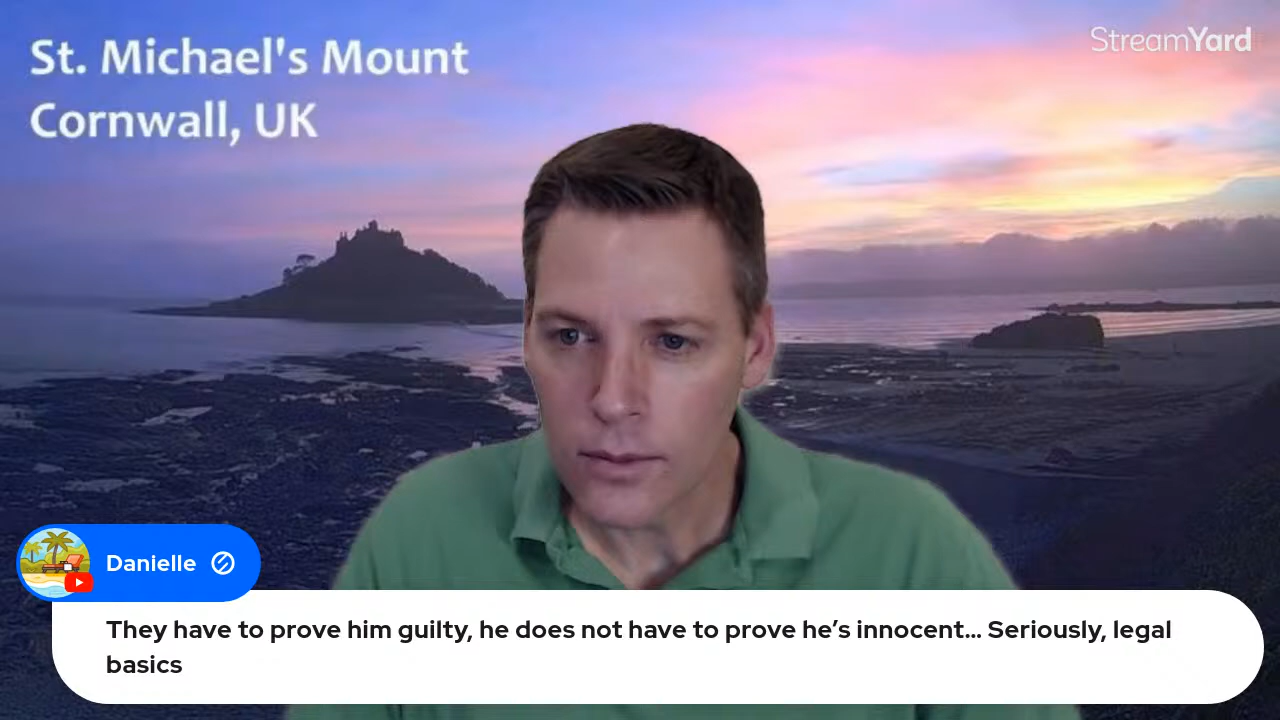 St. Michael's Mount
Cornwall, UK
StreamYard
Danielle
They have to prove him guilty, he does not have to prove he’s innocent... Seriously, legal
basics